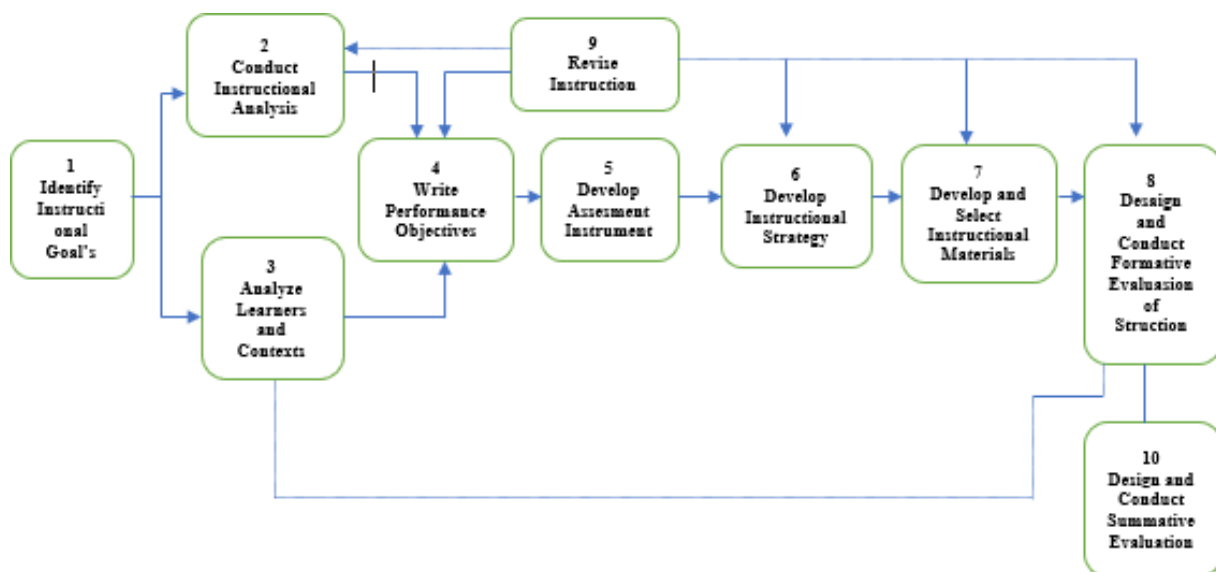 1
Identify
Instructi
onal
Goal's
2
Conduct
Instructional
Analysis
3
Analyze
Learners
and
Contexts
4
Write
Performance
Objectives
5
Develop
Assesment
Instrument
6
Develop
Instructional
Strategy
7
Develop and
Select
Instructional
Materials
8
Desaign
and
Conduct
Formative
Evaluasion
of
Struction
9
Revise
Instruction
10
Design and
Conduct
Summative
Evaluation